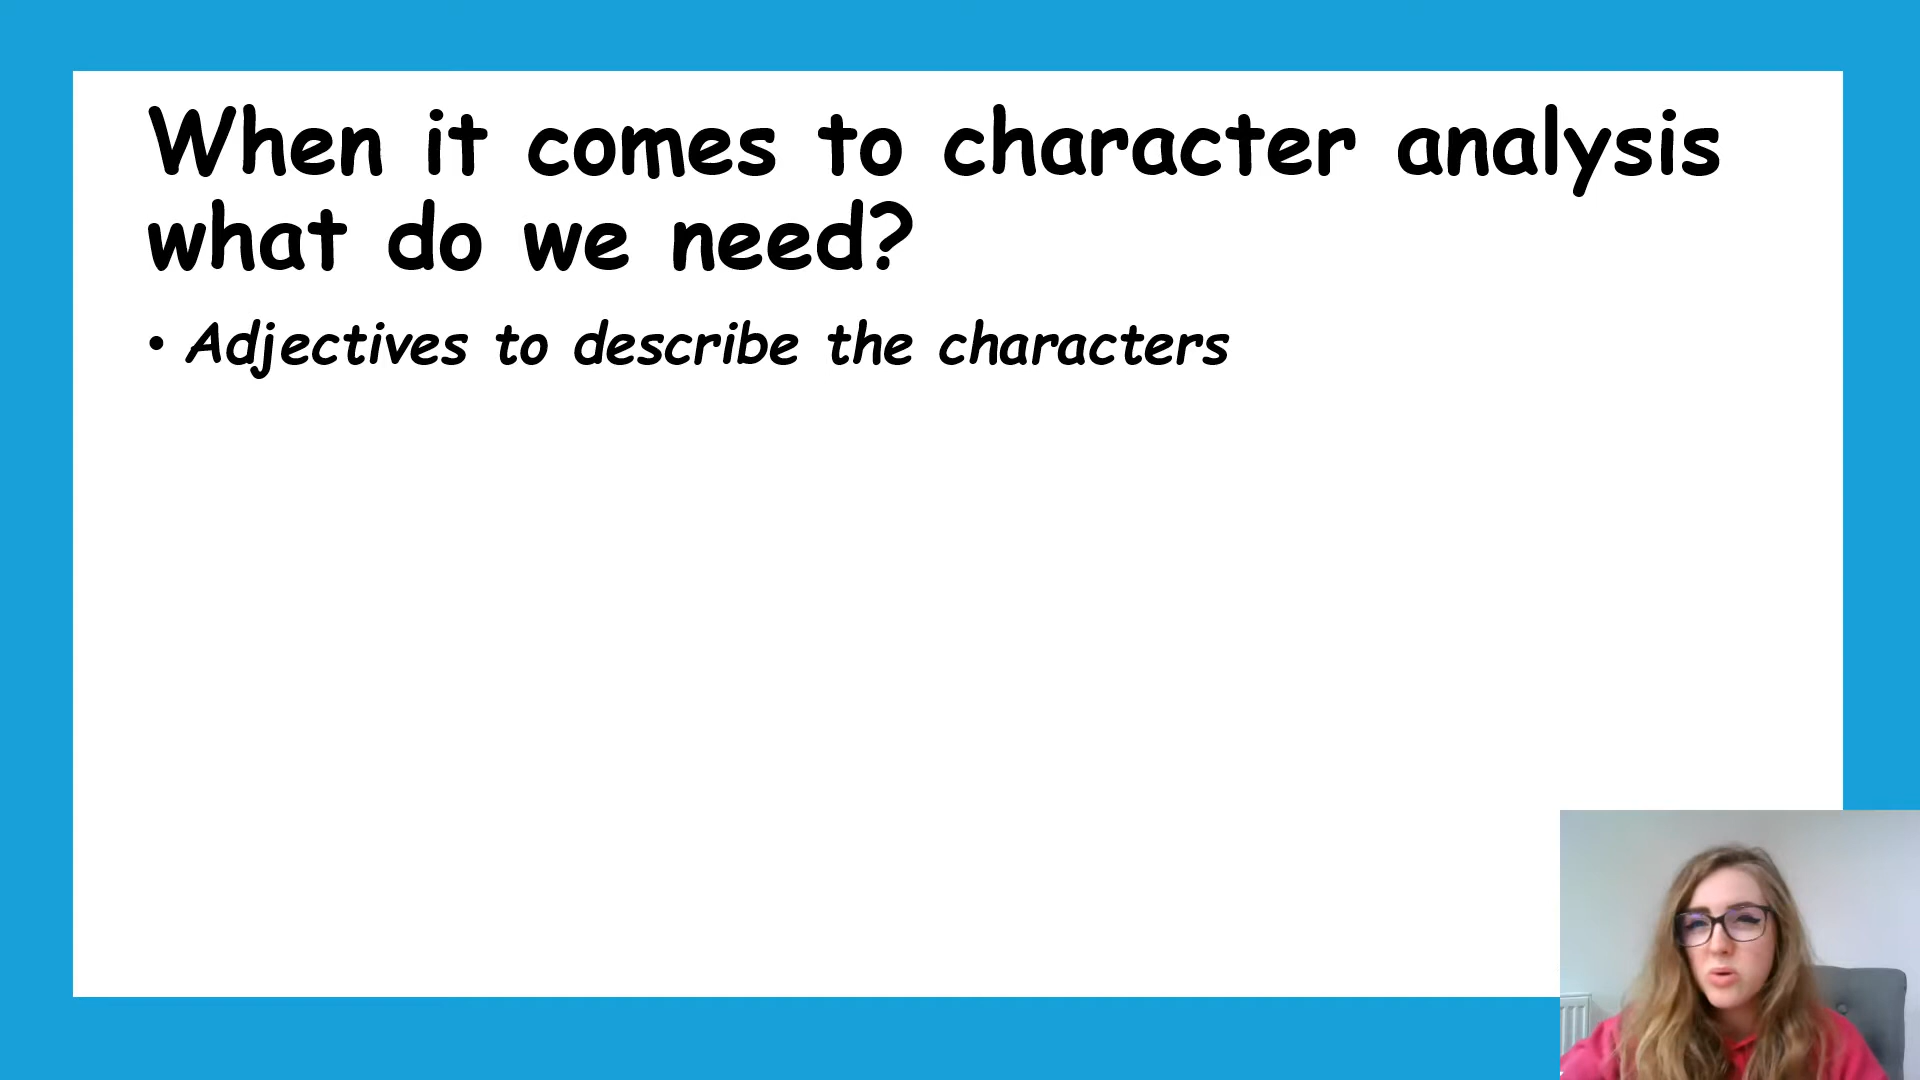 When it comes to character analysis
what do we need?
• Adjectives to describe the characters